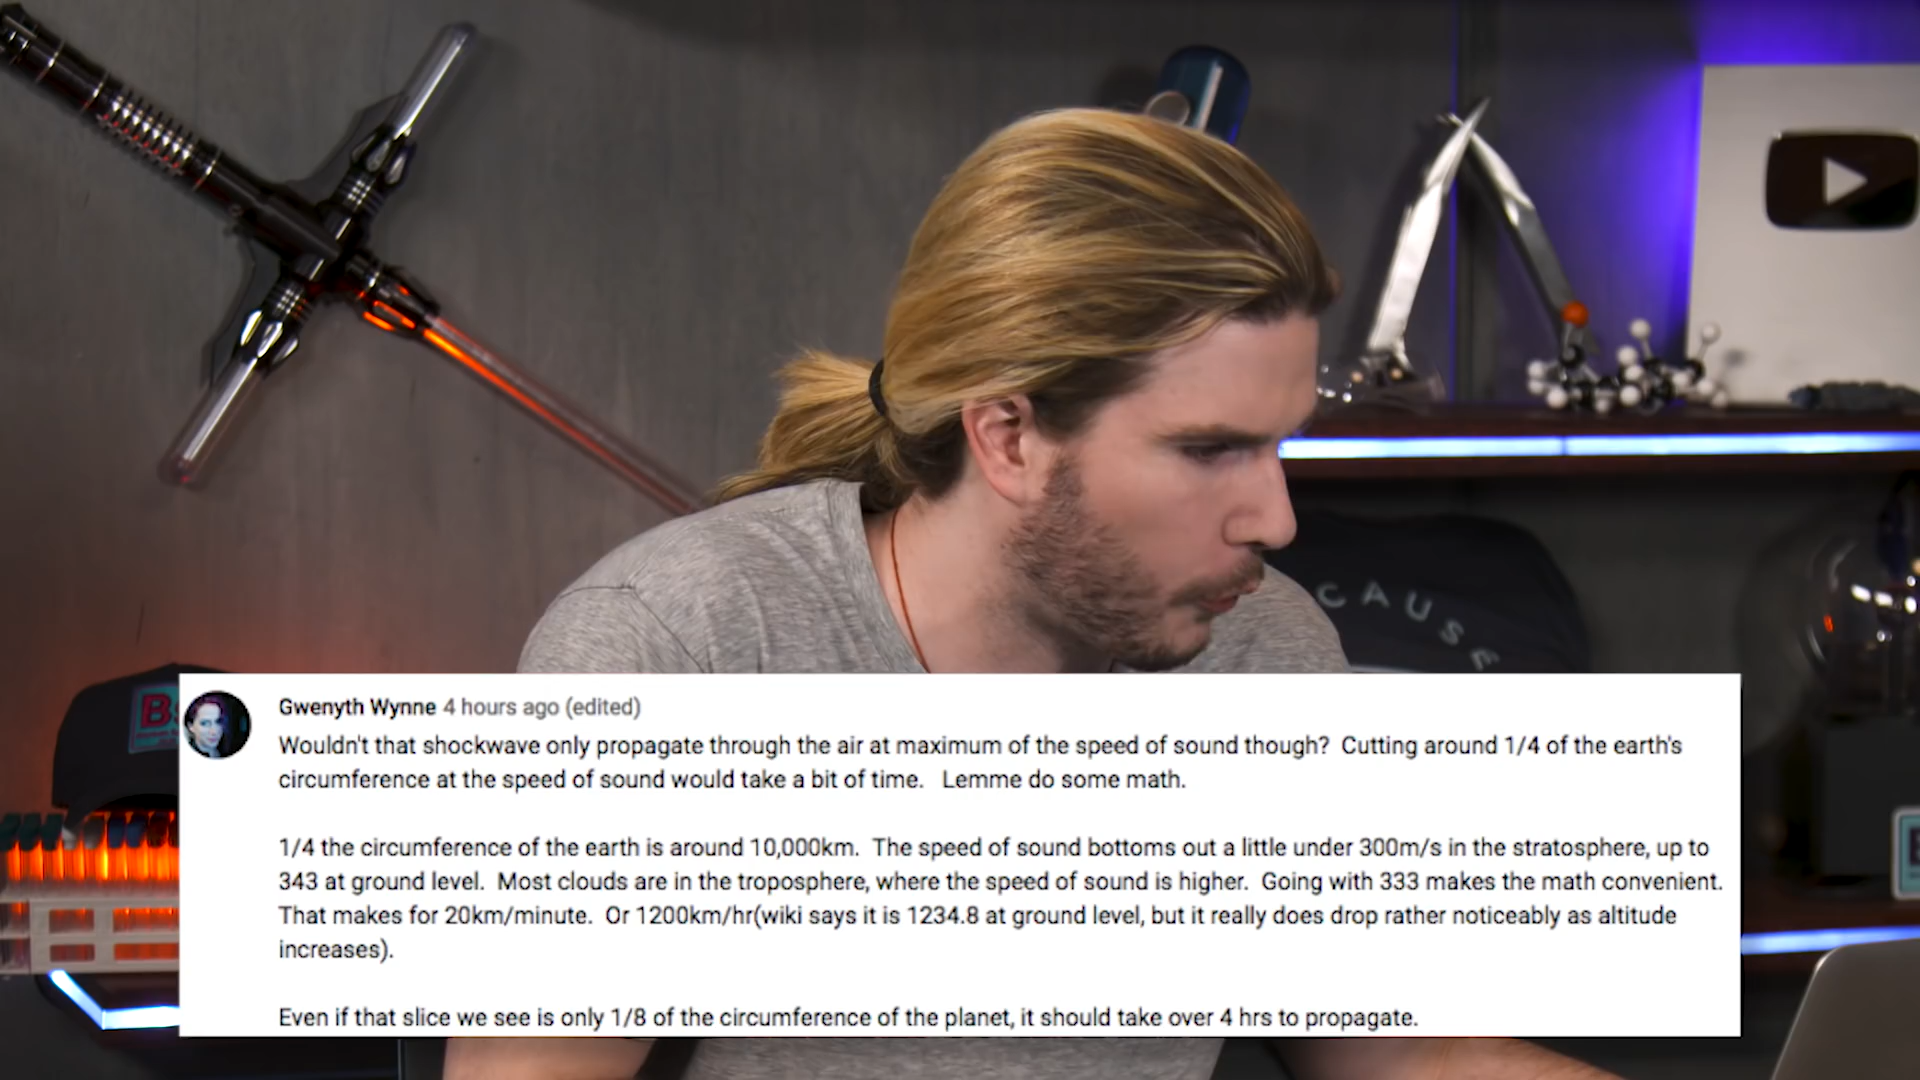 CAUSE
Gwenyth Wynne 4 hours ago (edited)
Wouldn't that shockwave only propagate through the air at maximum of the speed of sound though?  Cutting around 1/4 of the earth's
circumference at the speed of sound would take a bit of time.   Lemme do some math.
1/4 the circumference of the earth is around 10,000km.  The speed of sound bottoms out a little under 300m/s in the stratosphere, up to
343 at ground level.  Most clouds are in the troposphere, where the speed of sound is higher.  Going with 333 makes the math convenient.
That makes for 20km/minute.  Or 1200km/hr(wiki says it is 1234.8 at ground level, but it really does drop rather noticeably as altitude
increases).
Even if that slice we see is only 1/8 of the circumference of the planet, it should take over 4 hrs to propagate.